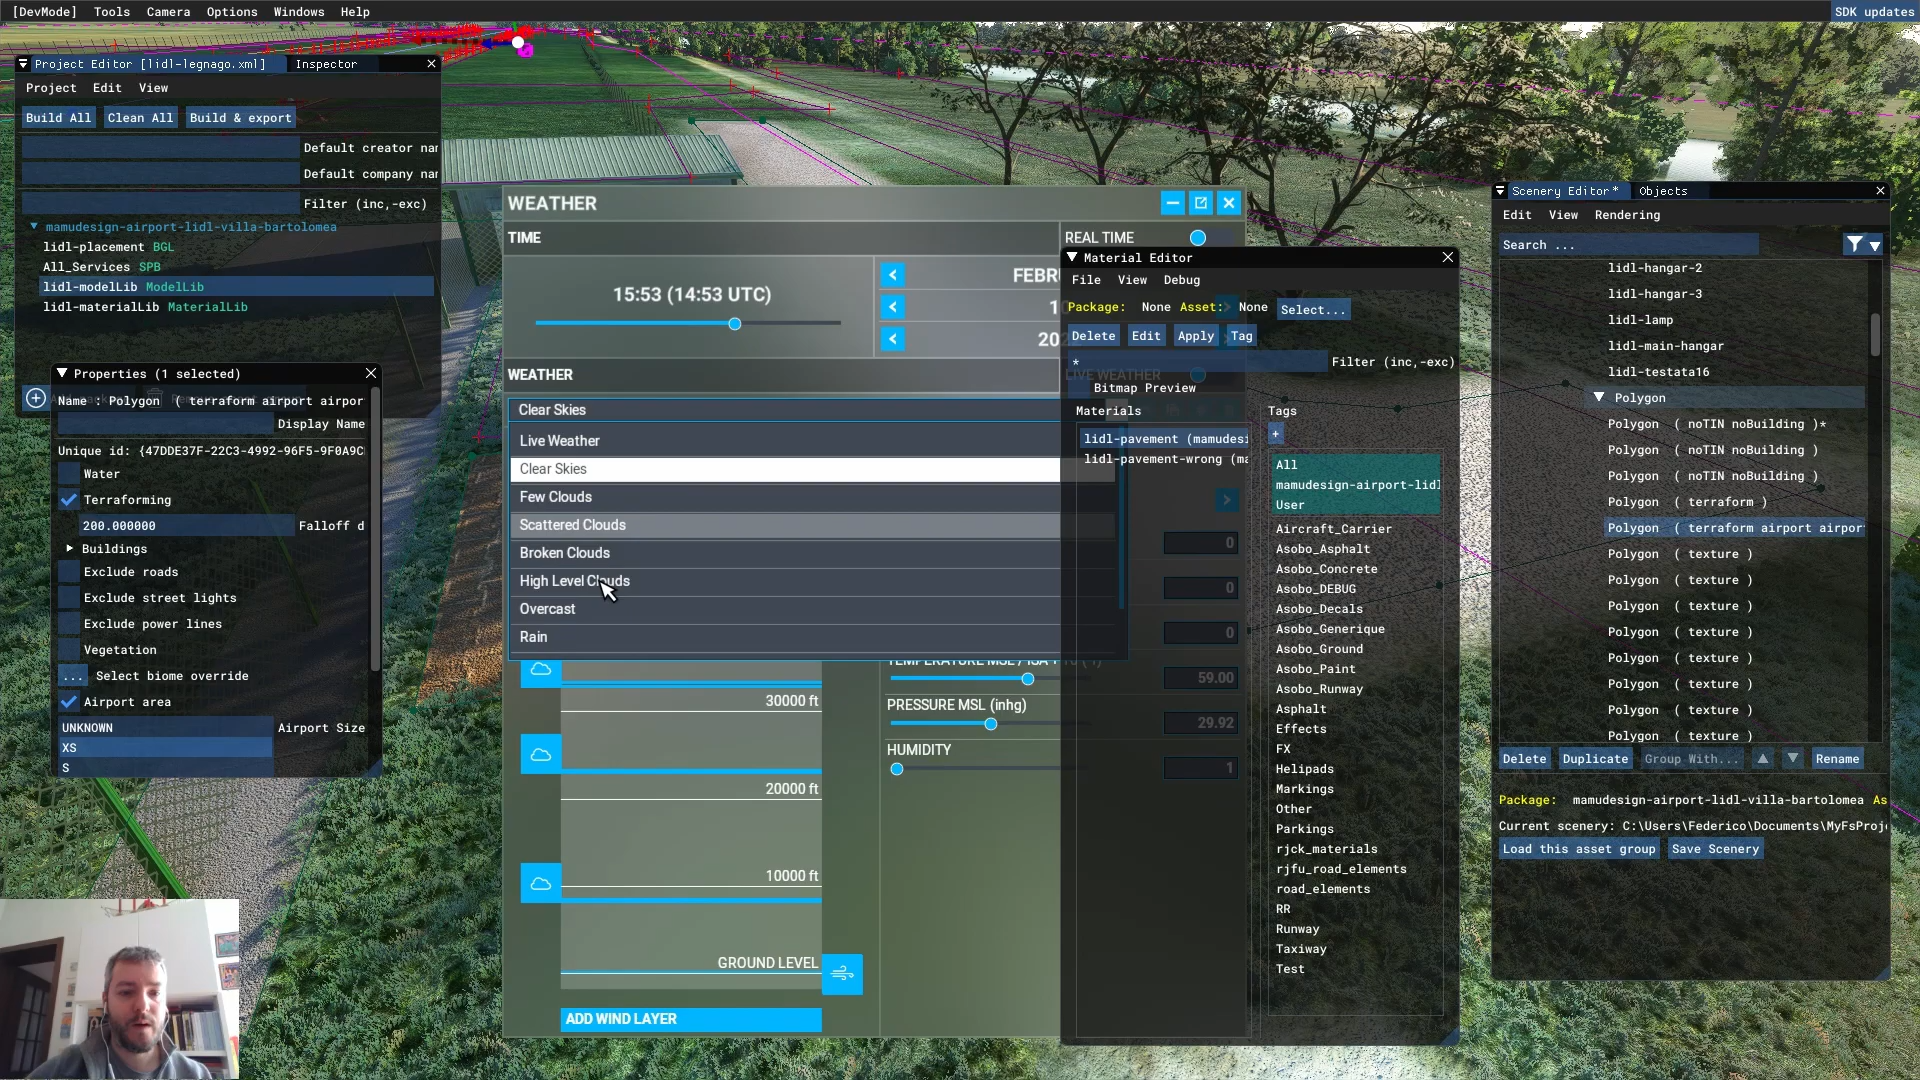 [DevMode] Tools Camera Options Windows Help
SDK updates
Project Editor [lidl-legnago.xml] Inspector
Project Edit View
Build All Clean All Build & export
Default creator nam
Default company nam
Filter (inc,-exc)
mamudesign-airport-lidl-villa-bartolomea
lidl-placement BGL
All_Services SPB
lidl-modelLib ModelLib
lidl-materialLib MaterialLib
Properties (1 selected)
Name : Polygon ( terraform airport airpor
Display Name
Unique id: {47DDE37F-22C3-4992-96F5-9F0A9C
Water
Terraforming
200.000000 Falloff d
Buildings
Exclude roads
Exclude street lights
Exclude power lines
Vegetation
... Select biome override
Airport area
UNKNOWN Airport Size
XS
S
WEATHER
TIME
REAL TIME
15:53 (14:53 UTC)
FEBRU
1
20
WEATHER
LIVE WEATHER
Clear Skies
Live Weather
Clear Skies
Few Clouds
Scattered Clouds
Broken Clouds
High Level Clouds
Overcast
Rain
30000 ft
20000 ft
10000 ft
GROUND LEVEL
ADD WIND LAYER
0
0
0
59.00
PRESSURE MSL (inhg)
29.92
HUMIDITY
1
Material Editor
File View Debug
Package: None Asset: None Select...
Delete Edit Apply Tag
* Filter (inc,-exc)
Bitmap Preview
Materials
lidl-pavement (mamudesi
lidl-pavement-wrong (ma
Tags
+
All
mamudesign-airport-lidl
User
Aircraft_Carrier
Asobo_Asphalt
Asobo_Concrete
Asobo_DEBUG
Asobo_Decals
Asobo_Generique
Asobo_Ground
Asobo_Paint
Asobo_Runway
Asphalt
Effects
FX
Helipads
Markings
Other
Parkings
rjck_materials
rjfu_road_elements
road_elements
RR
Runway
Taxiway
Test
Scenery Editor* Objects
Edit View Rendering
Search ...
lidl-hangar-2
lidl-hangar-3
lidl-lamp
lidl-main-hangar
lidl-testata16
Polygon
Polygon ( noTIN noBuilding )*
Polygon ( noTIN noBuilding )
Polygon ( noTIN noBuilding )
Polygon ( terraform )
Polygon ( terraform airport airpor
Polygon ( texture )
Polygon ( texture )
Polygon ( texture )
Polygon ( texture )
Polygon ( texture )
Polygon ( texture )
Polygon ( texture )
Polygon ( texture )
Delete Duplicate Group With... Rename
Package: mamudesign-airport-lidl-villa-bartolomea As
Current scenery: C:\Users\Federico\Documents\MyFsProje
Load this asset group Save Scenery